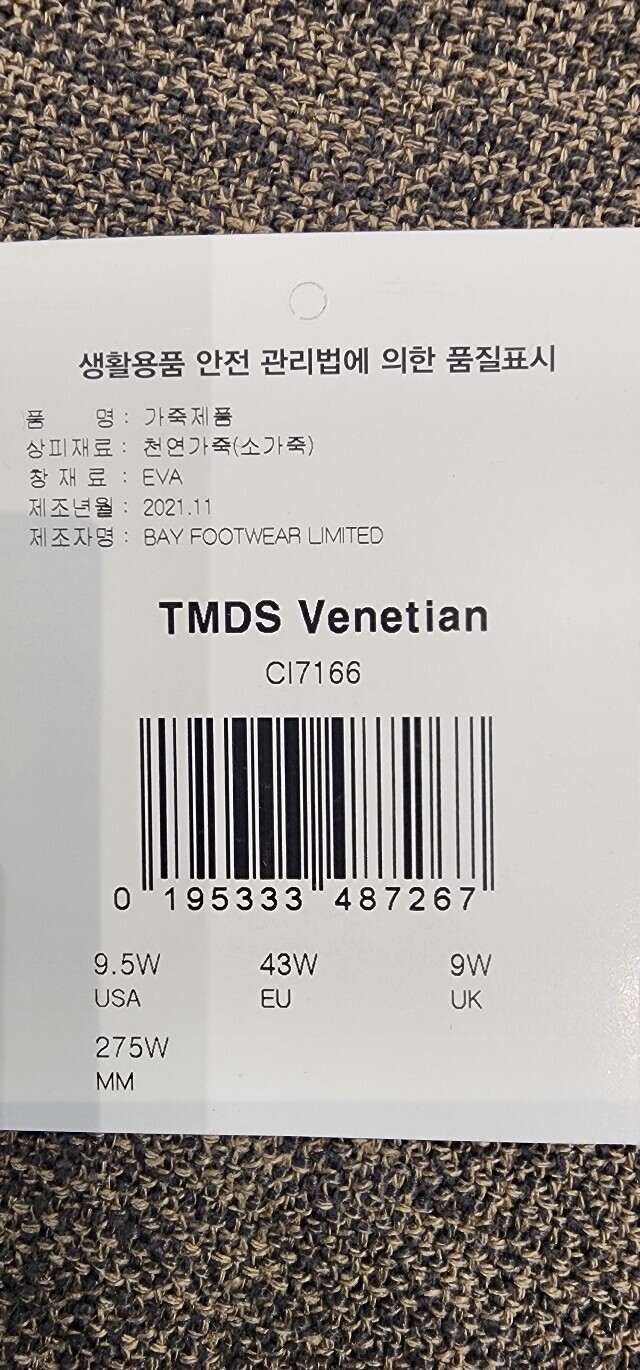 생활용품 안전 관리법에 의한 품질표시
품 명 : 가죽제품
상피재료 : 천연가죽(소가죽)
창 재 료 : EVA
제조년월 : 2021.11
제조자명 : BAY FOOTWEAR LIMITED
TMDS Venetian
CI7166
0 195333 487267
9.5W 43W 9W
USA EU UK
275W
MM